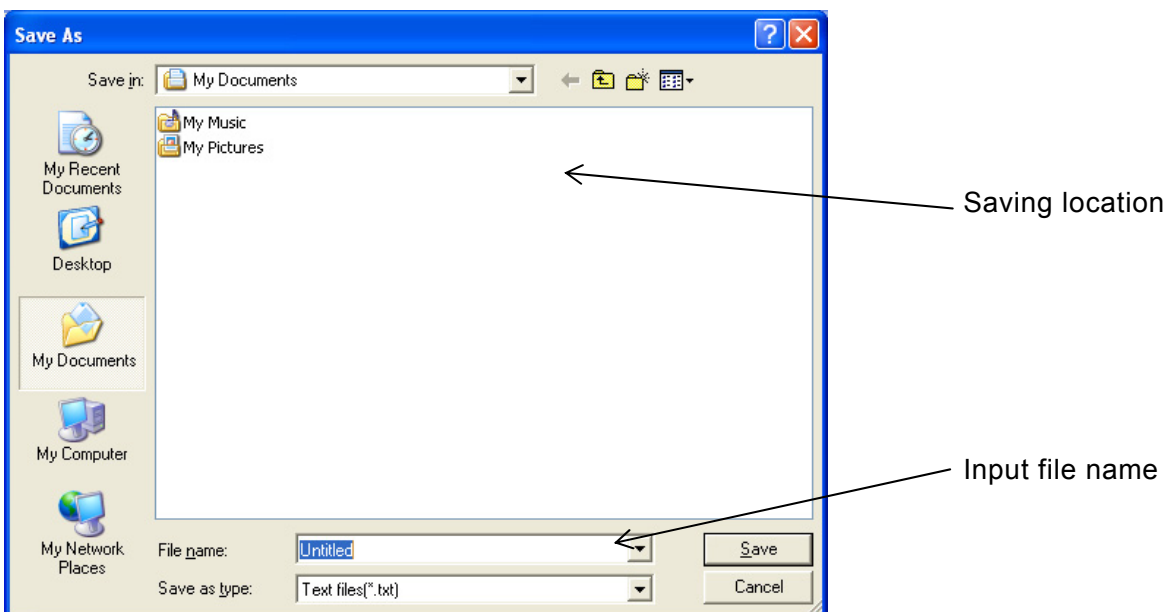 Save As
Save in: My Documents
My Music
My Pictures
My Recent
Documents
Desktop
My Documents
My Computer
My Network
Places
Saving location
Input file name
File name: Untitled Save
Save as type: Text files(*.txt) Cancel